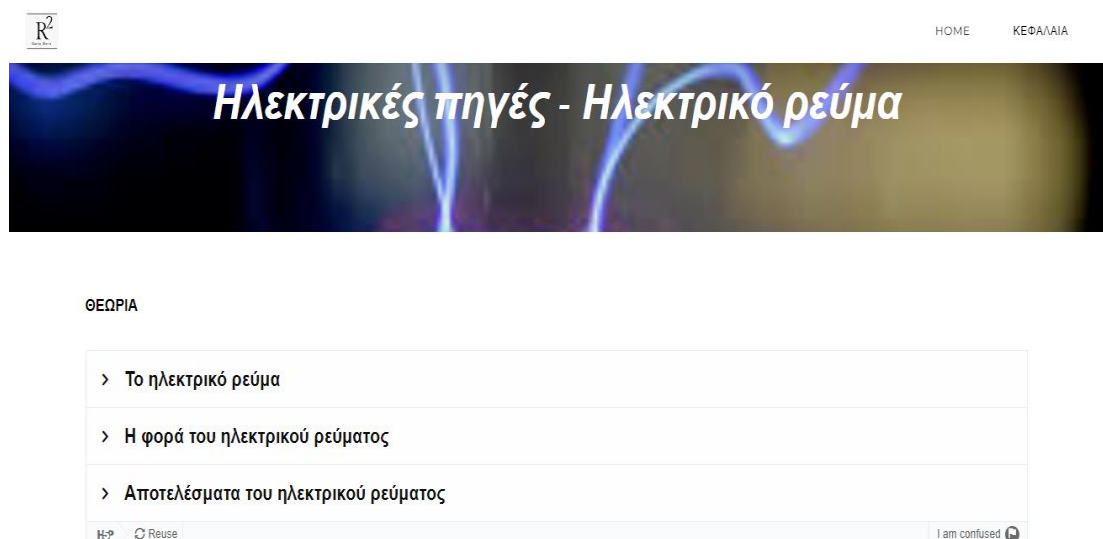 R2
HOME ΚΕΦΑΛΑΙΑ
Ηλεκτρικές πηγές - Ηλεκτρικό ρεύμα
ΘΕΩΡΙΑ
Το ηλεκτρικό ρεύμα
Η φορά του ηλεκτρικού ρεύματος
Αποτελέσματα του ηλεκτρικού ρεύματος
H-P Reuse I am confused